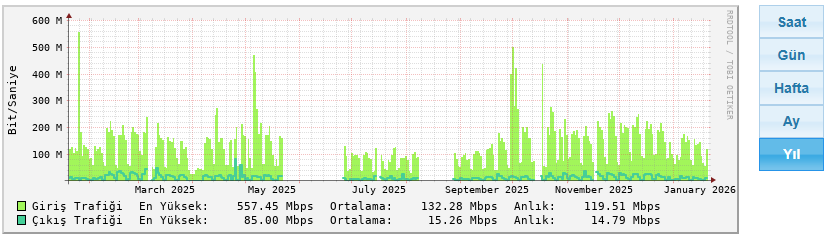 600 M
500 M
400 M
300 M
200 M
100 M
Bit/Saniye
RRDTOOL / TOBI OETIKER
March 2025 May 2025 July 2025 September 2025 November 2025 January 2026
Giriş Trafiği En Yüksek: 557.45 Mbps Ortalama: 132.28 Mbps Anlık: 119.51 Mbps
Çıkış Trafiği En Yüksek: 85.00 Mbps Ortalama: 15.26 Mbps Anlık: 14.79 Mbps
Saat
Gün
Hafta
Ay
Yıl